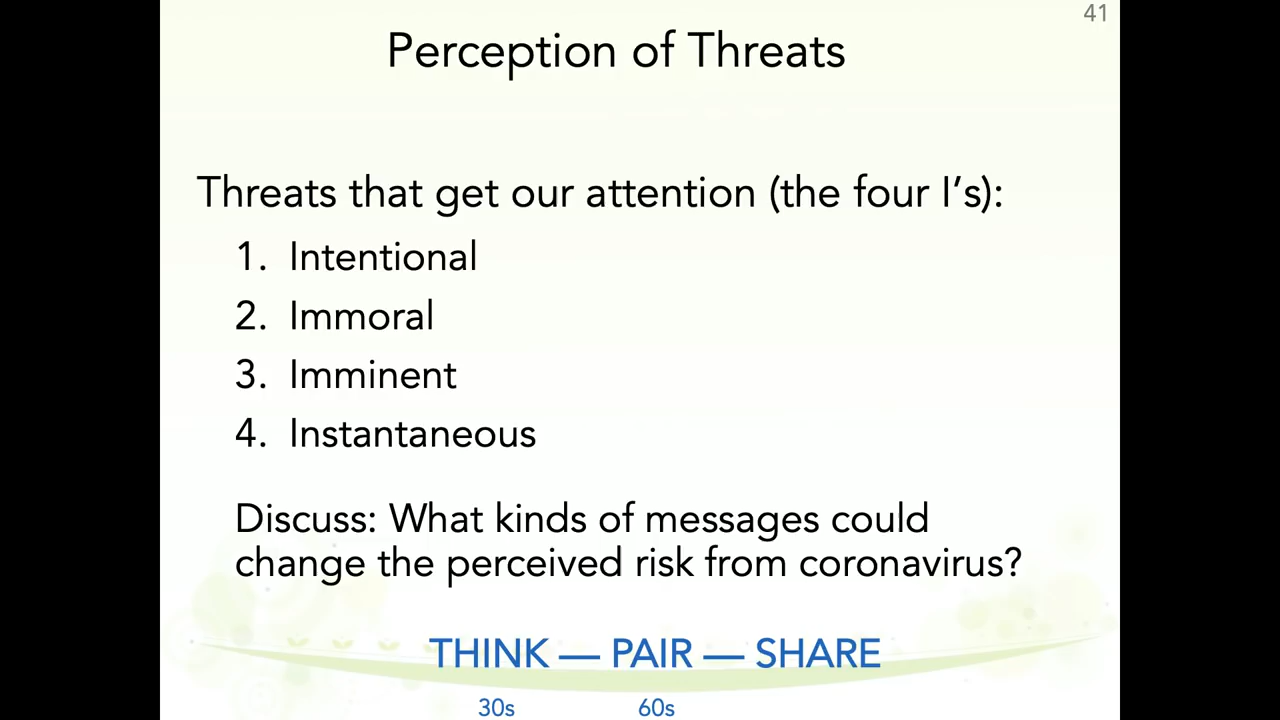 41
Perception of Threats
Threats that get our attention (the four I’s):
1. Intentional
2. Immoral
3. Imminent
4. Instantaneous
Discuss: What kinds of messages could
change the perceived risk from coronavirus?
THINK — PAIR — SHARE
30s 60s